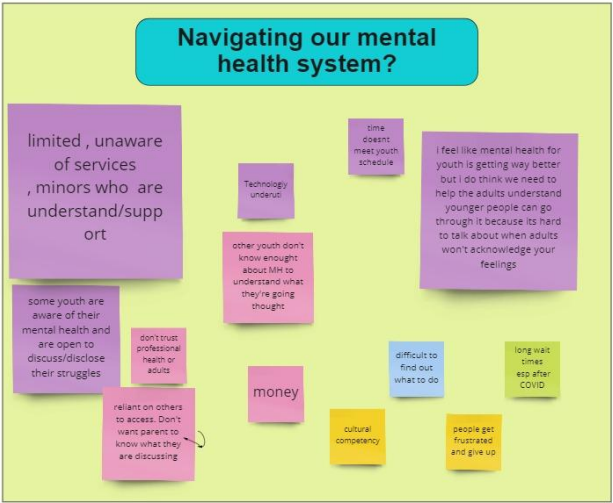 Navigating our mental
health system?
limited , unaware
of services
, minors who are
understand/supp
ort
time
doesnt
meet youth
schedule
i feel like mental health for
youth is getting way better
but i do think we need to
help the adults understand
younger people can go
through it because its hard
to talk about when adults
won't acknowledge your
feelings
Technologiy
underuti
other youth don't
know enought
about MH to
understand what
they're going
thought
some youth are
aware of their
mental health and
are open to
discuss/disclose
their struggles
don't trust
professional
health or
adults
difficult to
find out
what to do
long wait
times
esp after
COVID
money
reliant on others
to access. Don't
want parent to
know what they
are discussing
cultural
competency
people get
frustrated
and give up